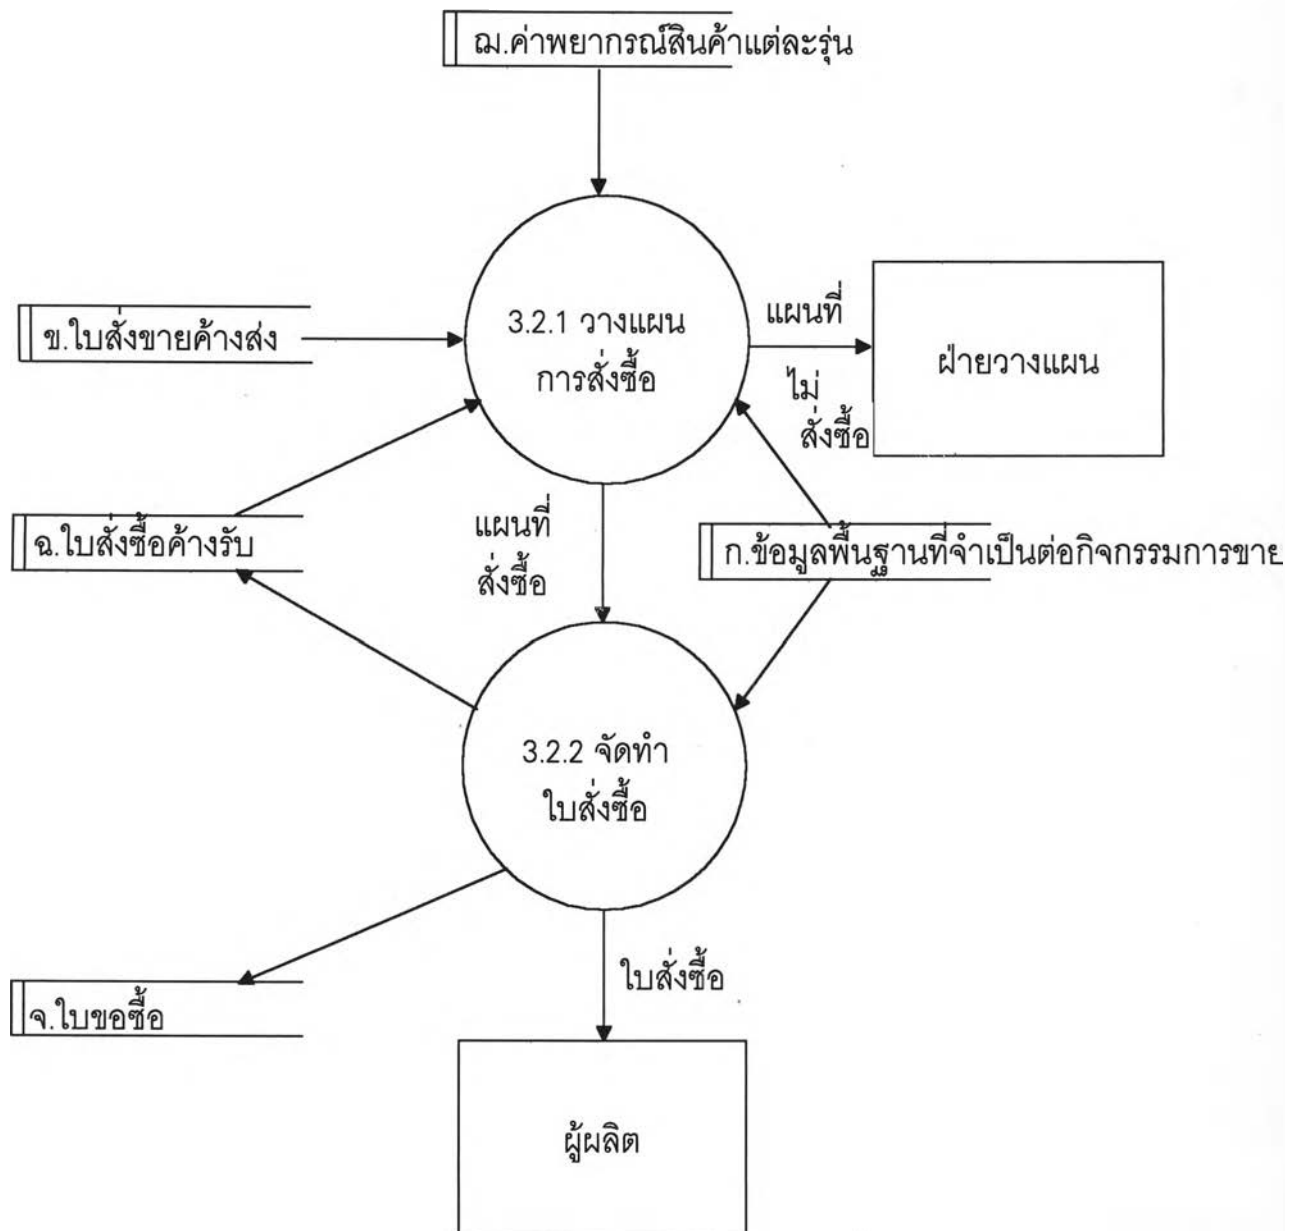 ฌ.ค่าพยากรณ์สินค้าแต่ละรุ่น
ข.ใบสั่งขายค้างส่ง
3.2.1 วางแผน
การสั่งซื้อ
แผนที่
ไม่
สั่งซื้อ
ฝ่ายวางแผน
ฉ.ใบสั่งซื้อค้างรับ
แผนที่
สั่งซื้อ
ก.ข้อมูลพื้นฐานที่จำเป็นต่อกิจกรรมการขาย
3.2.2 จัดทำ
ใบสั่งซื้อ
จ.ใบขอซื้อ
ใบสั่งซื้อ
ผู้ผลิต